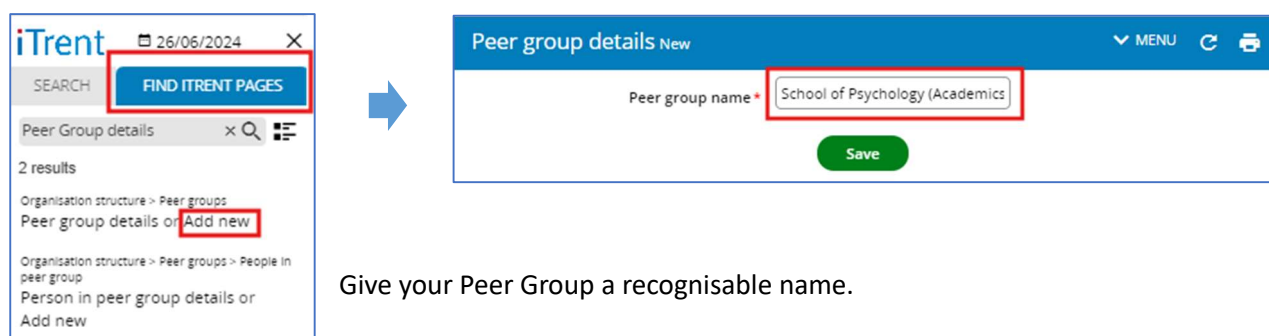 iTrent 26/06/2024 ×
SEARCH FIND ITRENT PAGES
Peer Group details ×
2 results
Organisation structure > Peer groups
Peer group details or Add new
Organisation structure > Peer groups > People in
peer group
Person in peer group details or
Add new
Peer group details New MENU
Peer group name* School of Psychology (Academics
Save
Give your Peer Group a recognisable name.